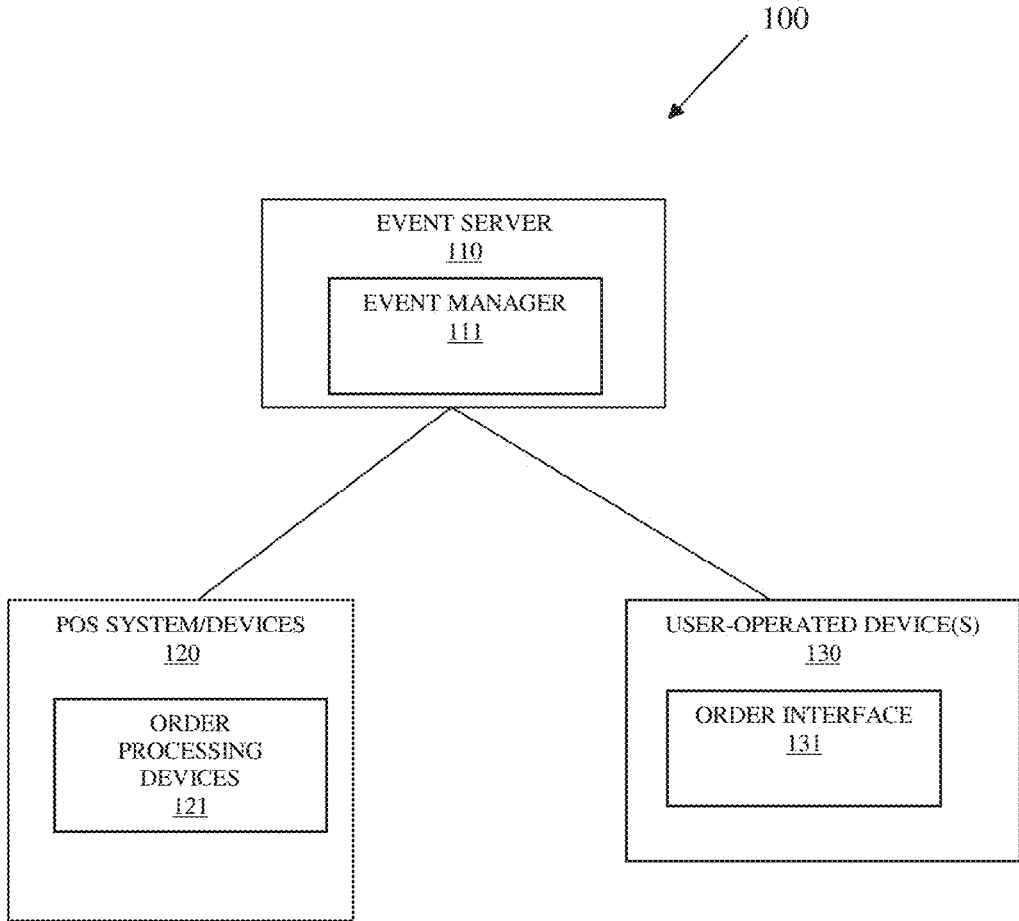 100
EVENT SERVER
110
EVENT MANAGER
111
POS SYSTEM/DEVICES
120
ORDER
PROCESSING
DEVICES
121
USER-OPERATED DEVICE(S)
130
ORDER INTERFACE
131